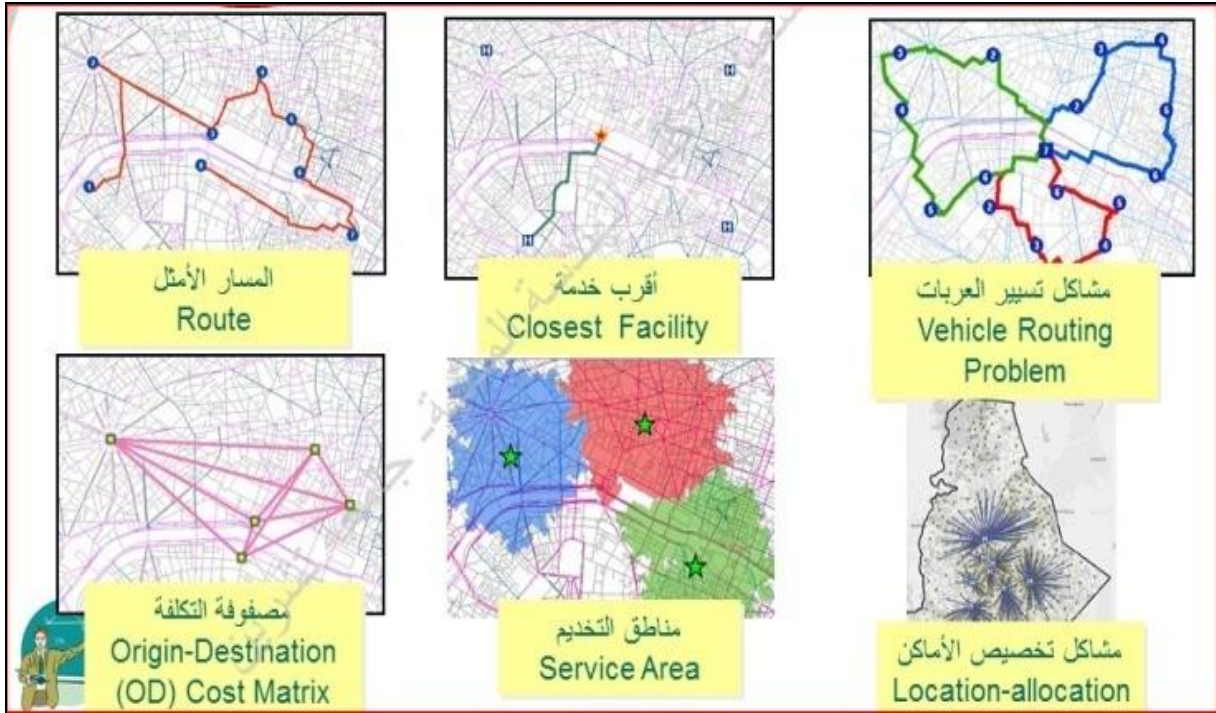 المسار الأمثل
Route
أقرب خدمة
Closest Facility
مشاكل تسيير العربات
Vehicle Routing
Problem
مصفوفة التكلفة
Origin-Destination
(OD) Cost Matrix
مناطق التخديم
Service Area
مشاكل تخصيص الأماكن
Location-allocation